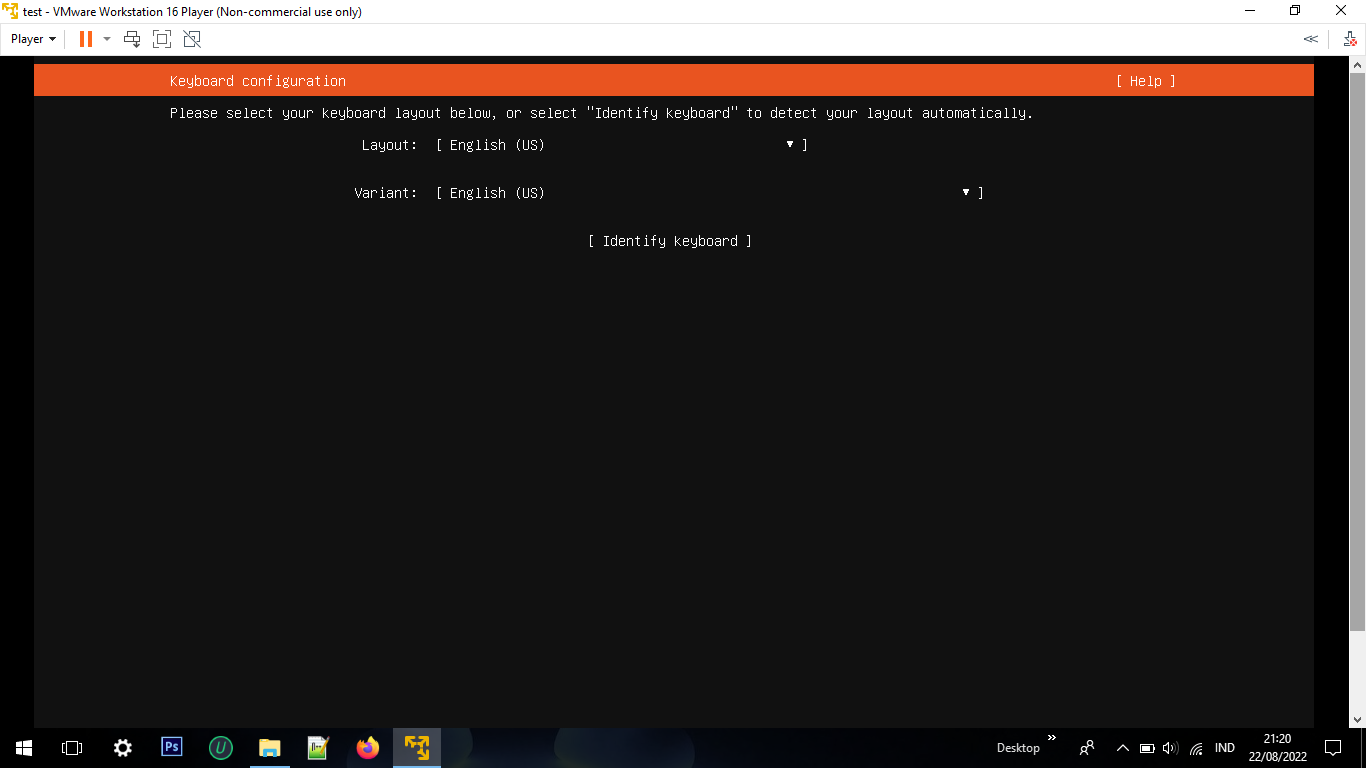 test - VMware Workstation 16 Player (Non-commercial use only)
Player
Keyboard configuration [ Help ]
Please select your keyboard layout below, or select "Identify keyboard" to detect your layout automatically.
Layout: [ English (US) ▾ ]
Variant: [ English (US) ▾ ]
[ Identify keyboard ]
Ps U N++ Desktop » IND 21:20
22/08/2022